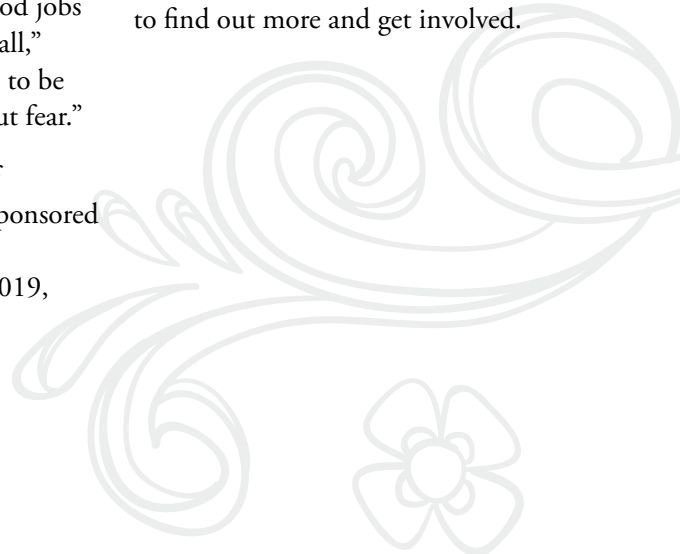 od jobs
all,”
to be
ut fear.”
ponsored
019,
to find out more and get involved.